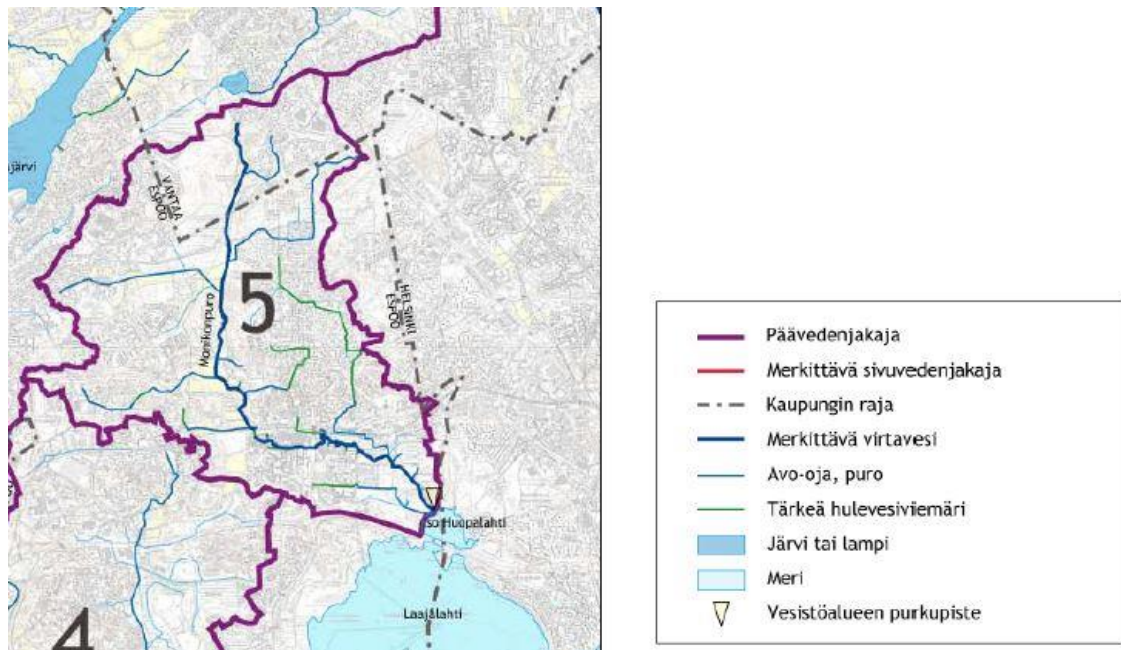 järvi
VANTAA
ESPOO
5
HELSINKI
ESPOO
Monikonpuro
so Huopalahti
Laajalahti
4
Päävedenjakaja
Merkittävä sivuvedenjakaja
Kaupungin raja
Merkittävä virtavesi
Avo-oja, puro
Tärkeä hulevesiviemäri
Järvi tai lampi
Meri
Vesistöalueen purkupiste